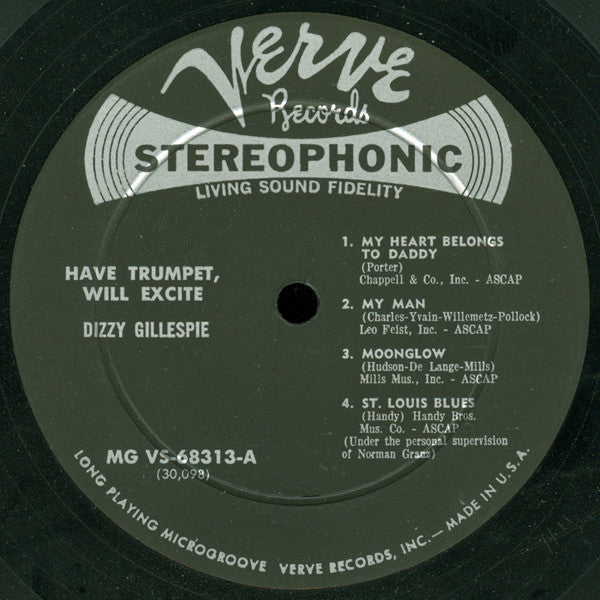 Verve
Records
STEREOPHONIC
LIVING SOUND FIDELITY
HAVE TRUMPET,
WILL EXCITE
DIZZY GILLESPIE
MG VS-68313-A
(30,098)
1. MY HEART BELONGS
TO DADDY
(Porter)
Chappell & Co., Inc. - ASCAP
2. MY MAN
(Charles-Yvain-Willemetz-Pollock)
Leo Feist, Inc. - ASCAP
3. MOONGLOW
(Hudson-De Lange-Mills)
Mills Mus., Inc. - ASCAP
4. ST. LOUIS BLUES
(Handy) Handy Bros.
Mus. Co. - ASCAP
(Under the personal supervision
of Norman Granz)
LONG PLAYING MICROGROOVE VERVE RECORDS, INC.— MADE IN U.S.A.